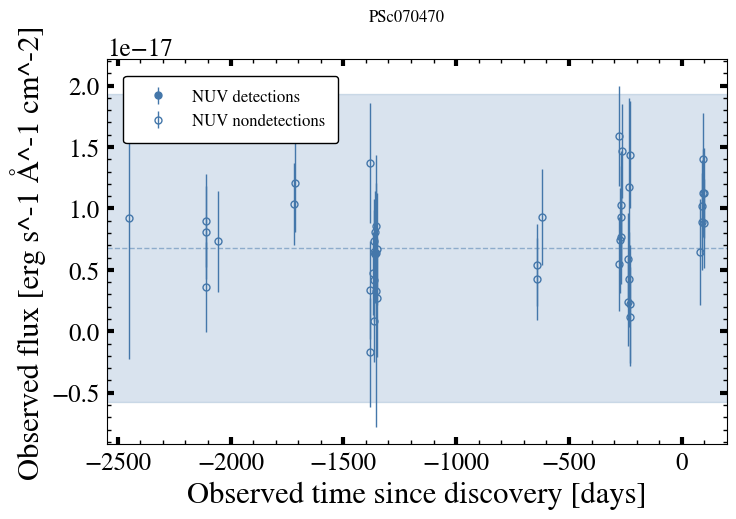 PSc070470
1e−17
NUV detections
NUV nondetections
2.0
1.5
1.0
0.5
0.0
−0.5
−2500 −2000 −1500 −1000 −500 0
Observed time since discovery [days]
Observed flux [erg s^-1 Å^-1 cm^-2]